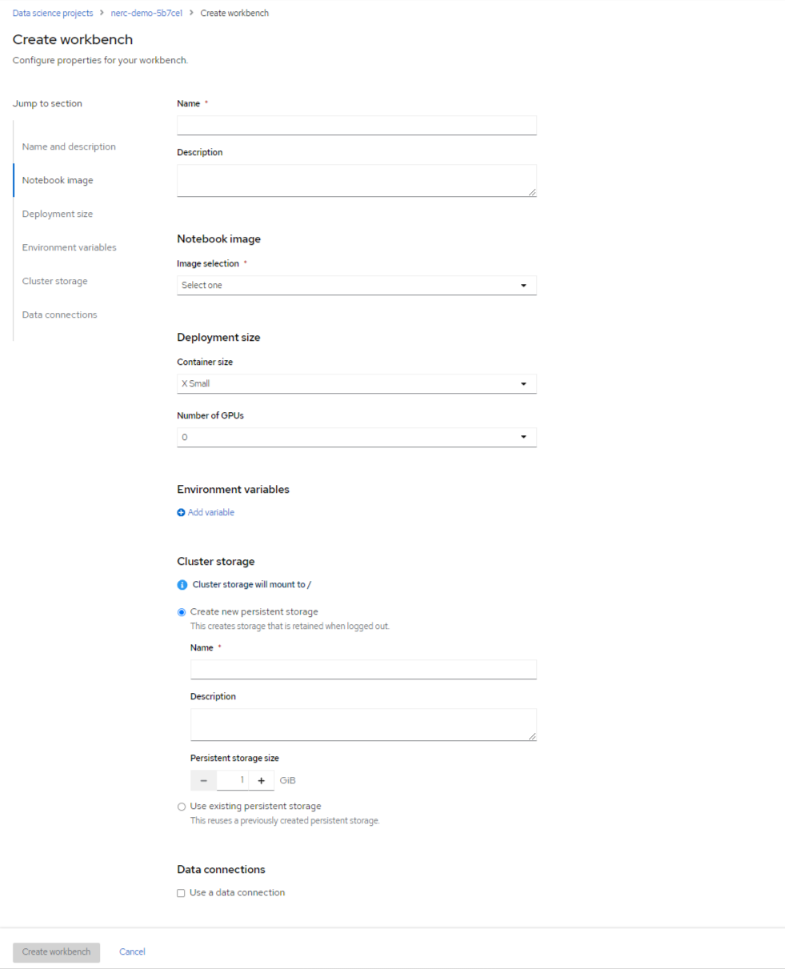 Data science projects > nerc-demo-5b7ce1 > Create workbench
Create workbench
Configure properties for your workbench.
Jump to section
Name and description
Notebook image
Deployment size
Environment variables
Cluster storage
Data connections
Name *
Description
Notebook image
Image selection *
Select one
Deployment size
Container size
X Small
Number of GPUs
0
Environment variables
Add variable
Cluster storage
Cluster storage will mount to /
Create new persistent storage
This creates storage that is retained when logged out.
Name *
Description
Persistent storage size
− 1 + GiB
Use existing persistent storage
This reuses a previously created persistent storage.
Data connections
Use a data connection
Create workbench Cancel